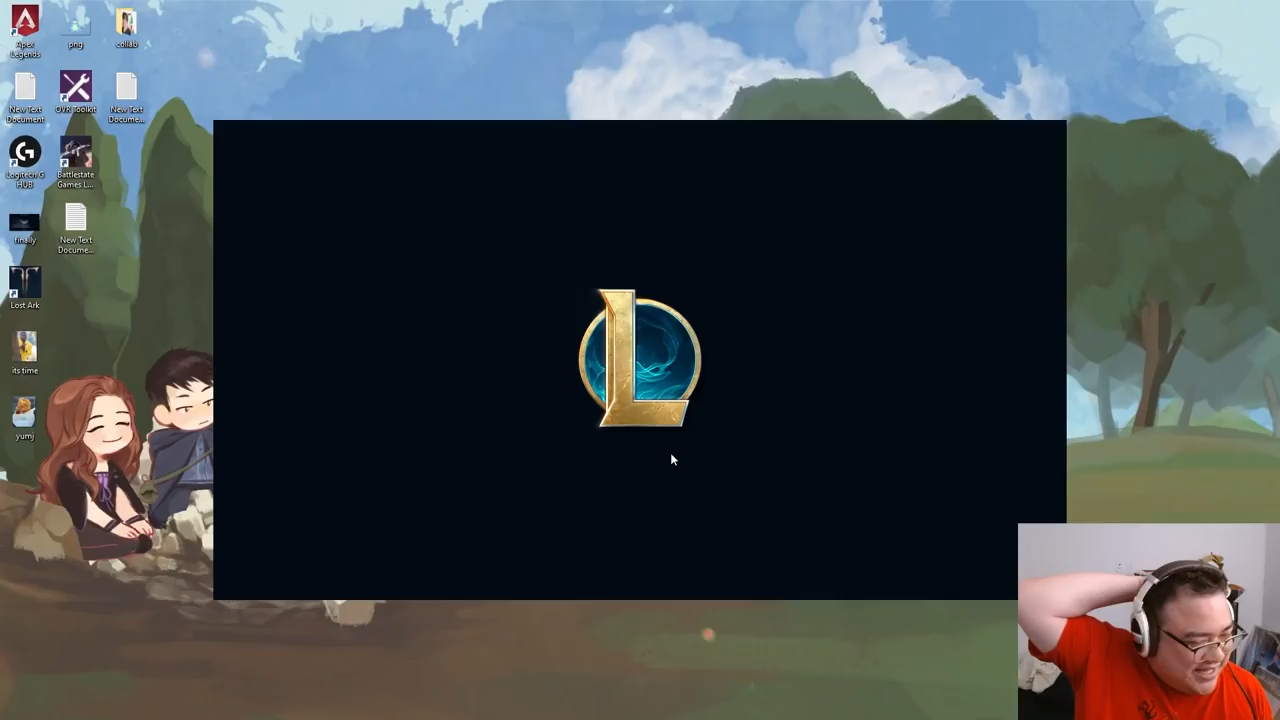 Apex
Legends
png
collab
New Text
Document
OVR Toolkit
New Text
Docume...
Logitech G
HUB
Battlestate
Games L...
finally
New Text
Docume...
Lost Ark
its time
yumj
L